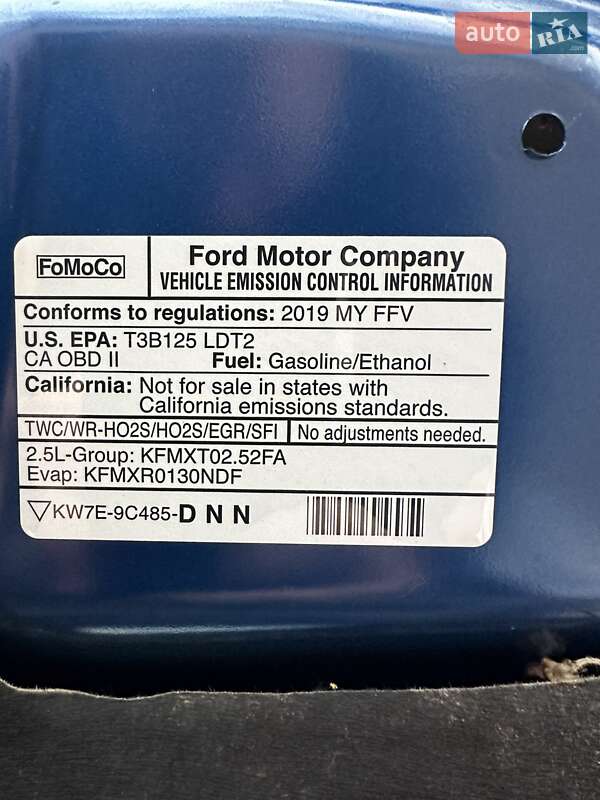 auto RIA .com
FoMoCo
Ford Motor Company
VEHICLE EMISSION CONTROL INFORMATION
Conforms to regulations: 2019 MY FFV
U.S. EPA: T3B125 LDT2
CA OBD II Fuel: Gasoline/Ethanol
California: Not for sale in states with
California emissions standards.
TWC/WR-HO2S/HO2S/EGR/SFI No adjustments needed.
2.5L-Group: KFMXT02.52FA
Evap: KFMXR0130NDF
KW7E-9C485-DNN